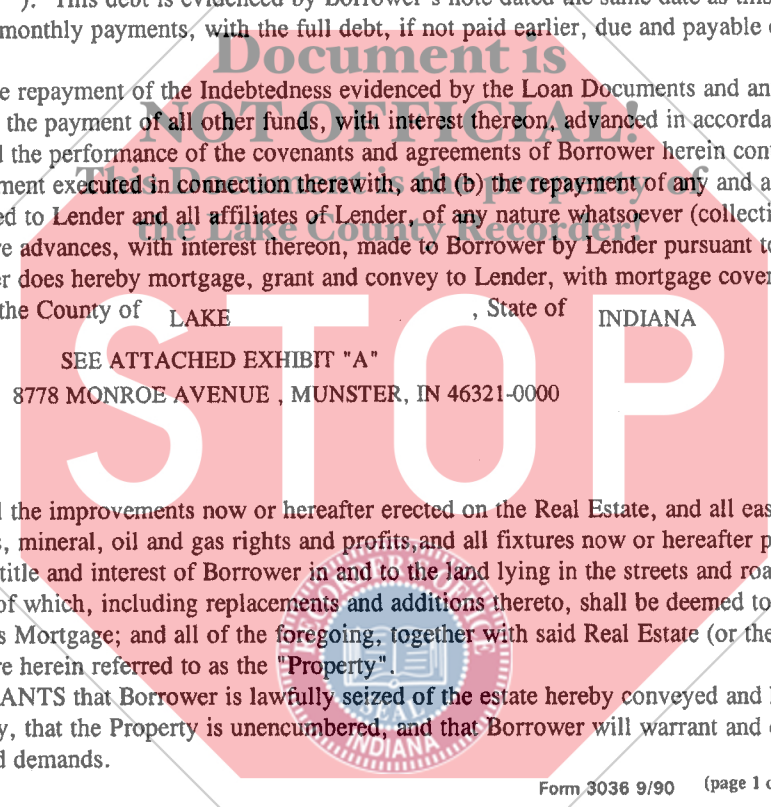 ). This debt is evidenced by Borrower's note dated the same date as this
monthly payments, with the full debt, if not paid earlier, due and payable
Document is
e repayment of the Indebtedness evidenced by the Loan Documents and an
NOT OFFICIAL!
the payment of all other funds, with interest thereon, advanced in accorda
the performance of the covenants and agreements of Borrower herein con
This Document is the property of
ment executed in connection therewith, and (b) the repayment of any and a
ed to Lender and all affiliates of Lender, of any nature whatsoever (collecti
the Lake County Recorder!
re advances, with interest thereon, made to Borrower by Lender pursuant to
er does hereby mortgage, grant and convey to Lender, with mortgage cover
the County of LAKE , State of INDIANA
STOP
SEE ATTACHED EXHIBIT "A"
8778 MONROE AVENUE , MUNSTER, IN 46321-0000
the improvements now or hereafter erected on the Real Estate, and all eas
s, mineral, oil and gas rights and profits,and all fixtures now or hereafter p
title and interest of Borrower in and to the land lying in the streets and roa
of which, including replacements and additions thereto, shall be deemed to
s Mortgage; and all of the foregoing, together with said Real Estate (or the
re herein referred to as the "Property".
ANTS that Borrower is lawfully seized of the estate hereby conveyed and
y, that the Property is unencumbered, and that Borrower will warrant and
d demands.
INDIANA
Form 3036 9/90 (page 1 o